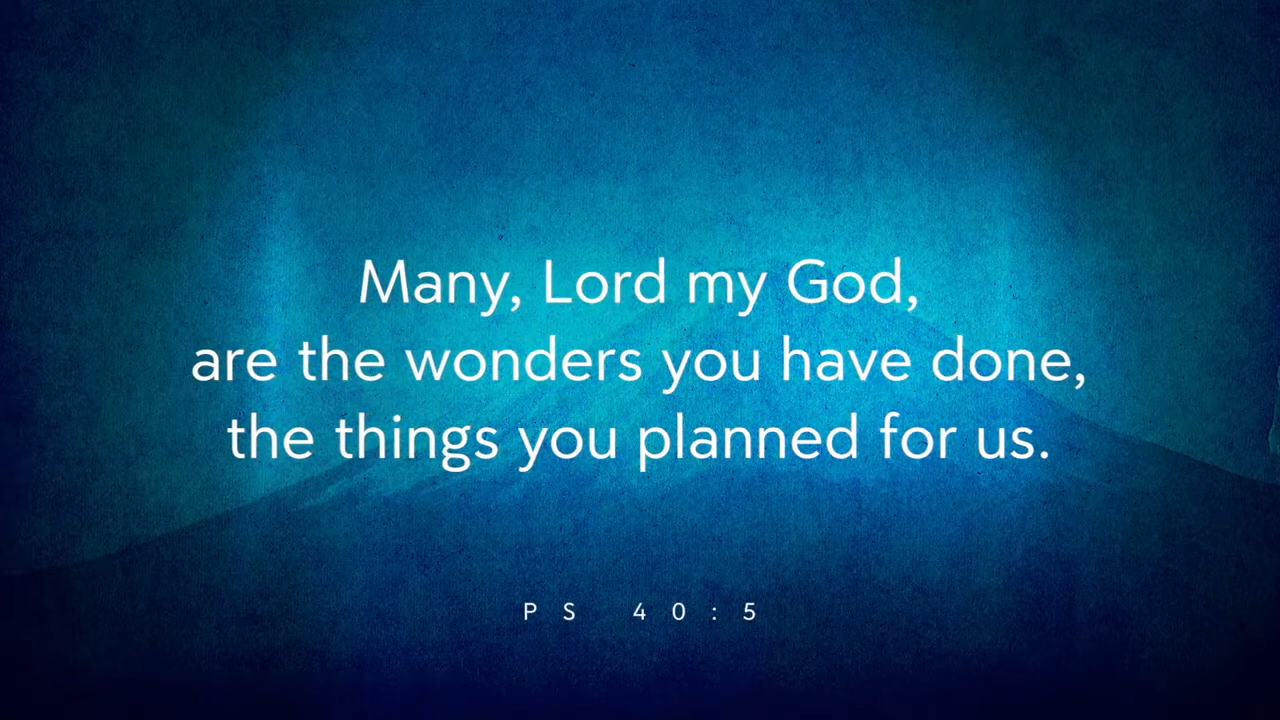 Many, Lord my God,
are the wonders you have done,
the things you planned for us.
PS 40:5